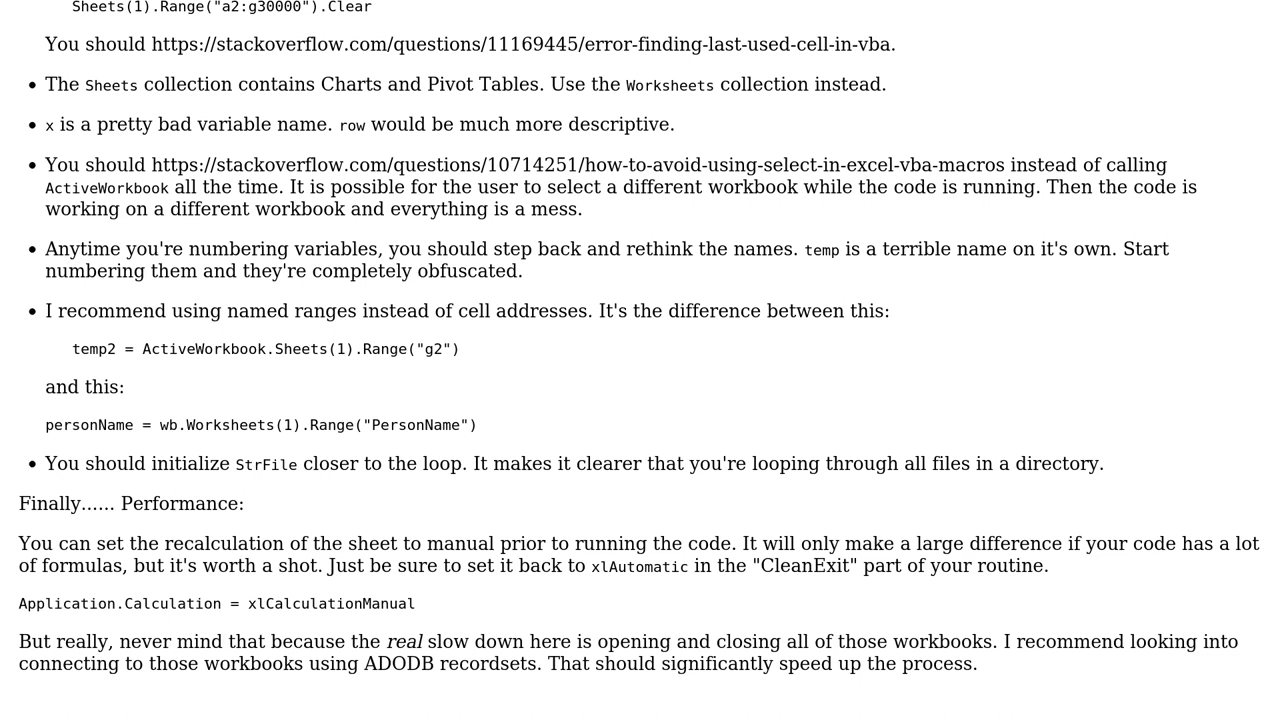 Sheets(1).Range("a2:g30000").Clear
You should https://stackoverflow.com/questions/11169445/error-finding-last-used-cell-in-vba.
• The Sheets collection contains Charts and Pivot Tables. Use the Worksheets collection instead.
• x is a pretty bad variable name. row would be much more descriptive.
• You should https://stackoverflow.com/questions/10714251/how-to-avoid-using-select-in-excel-vba-macros instead of calling
ActiveWorkbook all the time. It is possible for the user to select a different workbook while the code is running. Then the code is
working on a different workbook and everything is a mess.
• Anytime you're numbering variables, you should step back and rethink the names. temp is a terrible name on it's own. Start
numbering them and they're completely obfuscated.
• I recommend using named ranges instead of cell addresses. It's the difference between this:
temp2 = ActiveWorkbook.Sheets(1).Range("g2")
and this:
personName = wb.Worksheets(1).Range("PersonName")
• You should initialize StrFile closer to the loop. It makes it clearer that you're looping through all files in a directory.
Finally...... Performance:
You can set the recalculation of the sheet to manual prior to running the code. It will only make a large difference if your code has a lot
of formulas, but it's worth a shot. Just be sure to set it back to xlAutomatic in the "CleanExit" part of your routine.
Application.Calculation = xlCalculationManual
But really, never mind that because the real slow down here is opening and closing all of those workbooks. I recommend looking into
connecting to those workbooks using ADODB recordsets. That should significantly speed up the process.